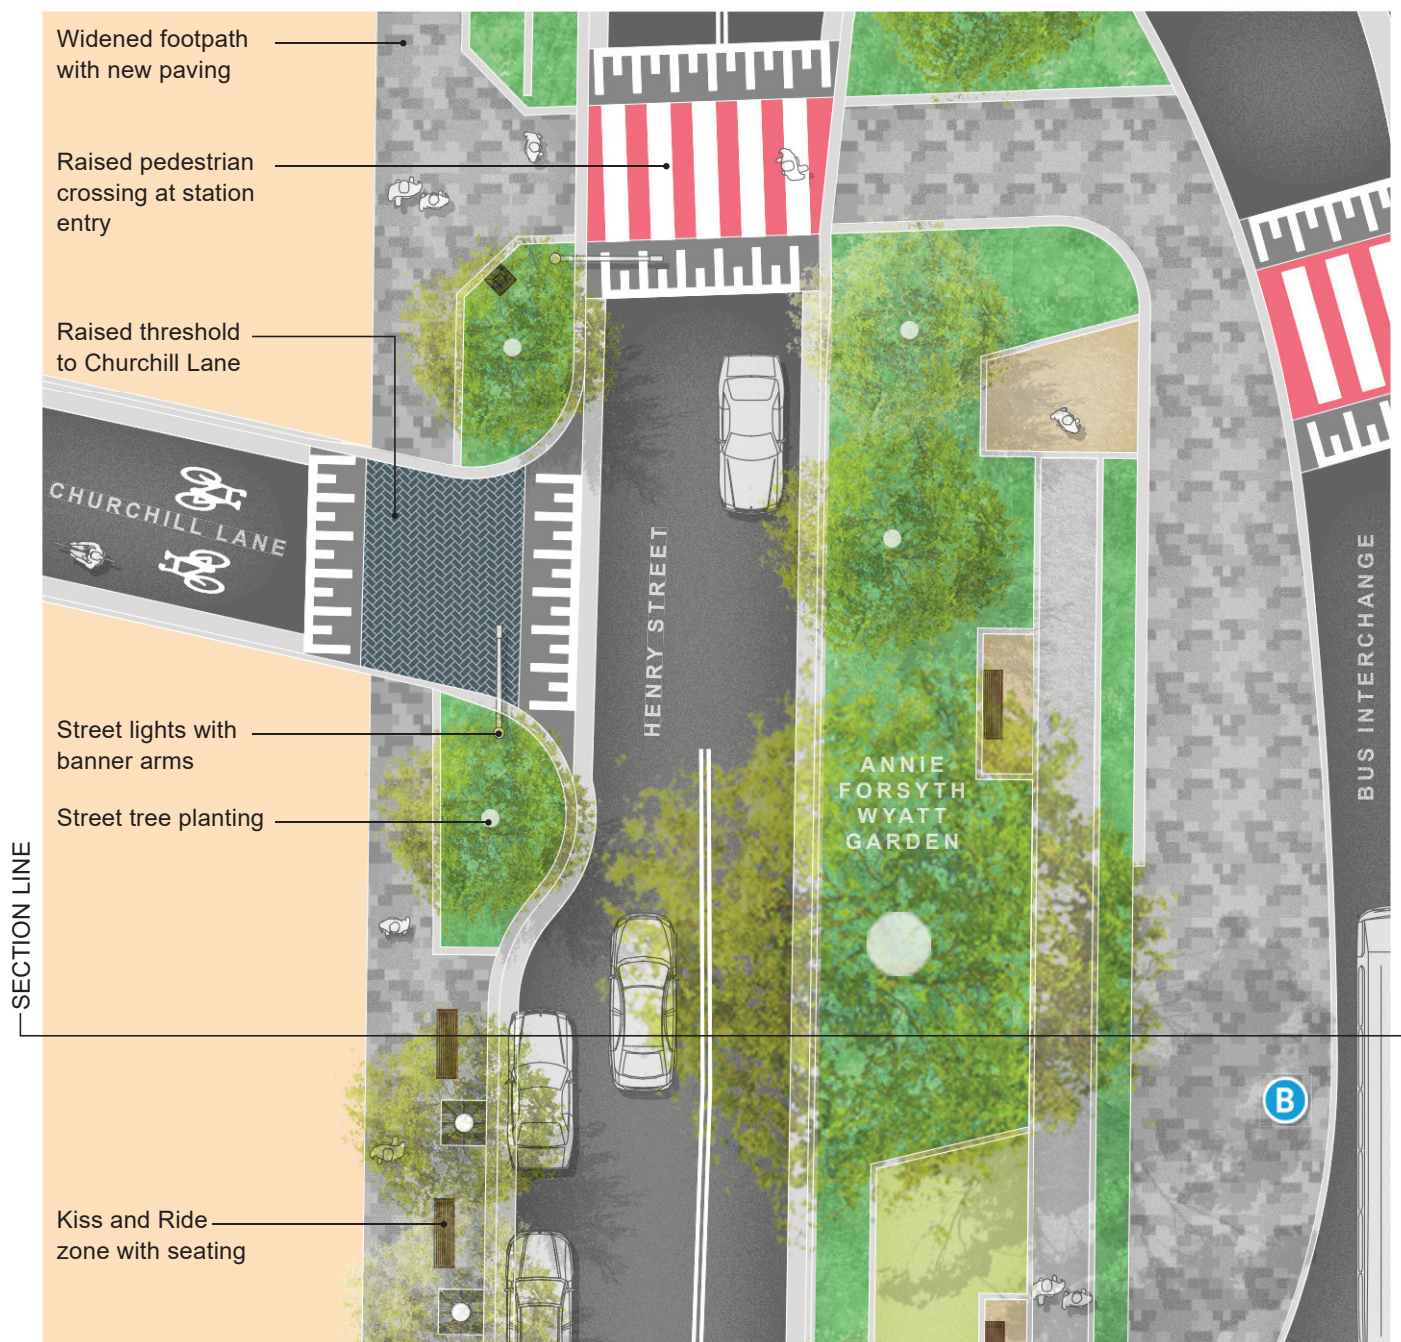 Widened footpath
with new paving
Raised pedestrian
crossing at station
entry
Raised threshold
to Churchill Lane
CHURCHILL LANE
HENRY STREET
BUS INTERCHANGE
Street lights with
banner arms
ANNIE
FORSYTH
WYATT
GARDEN
Street tree planting
SECTION LINE
B
Kiss and Ride
zone with seating